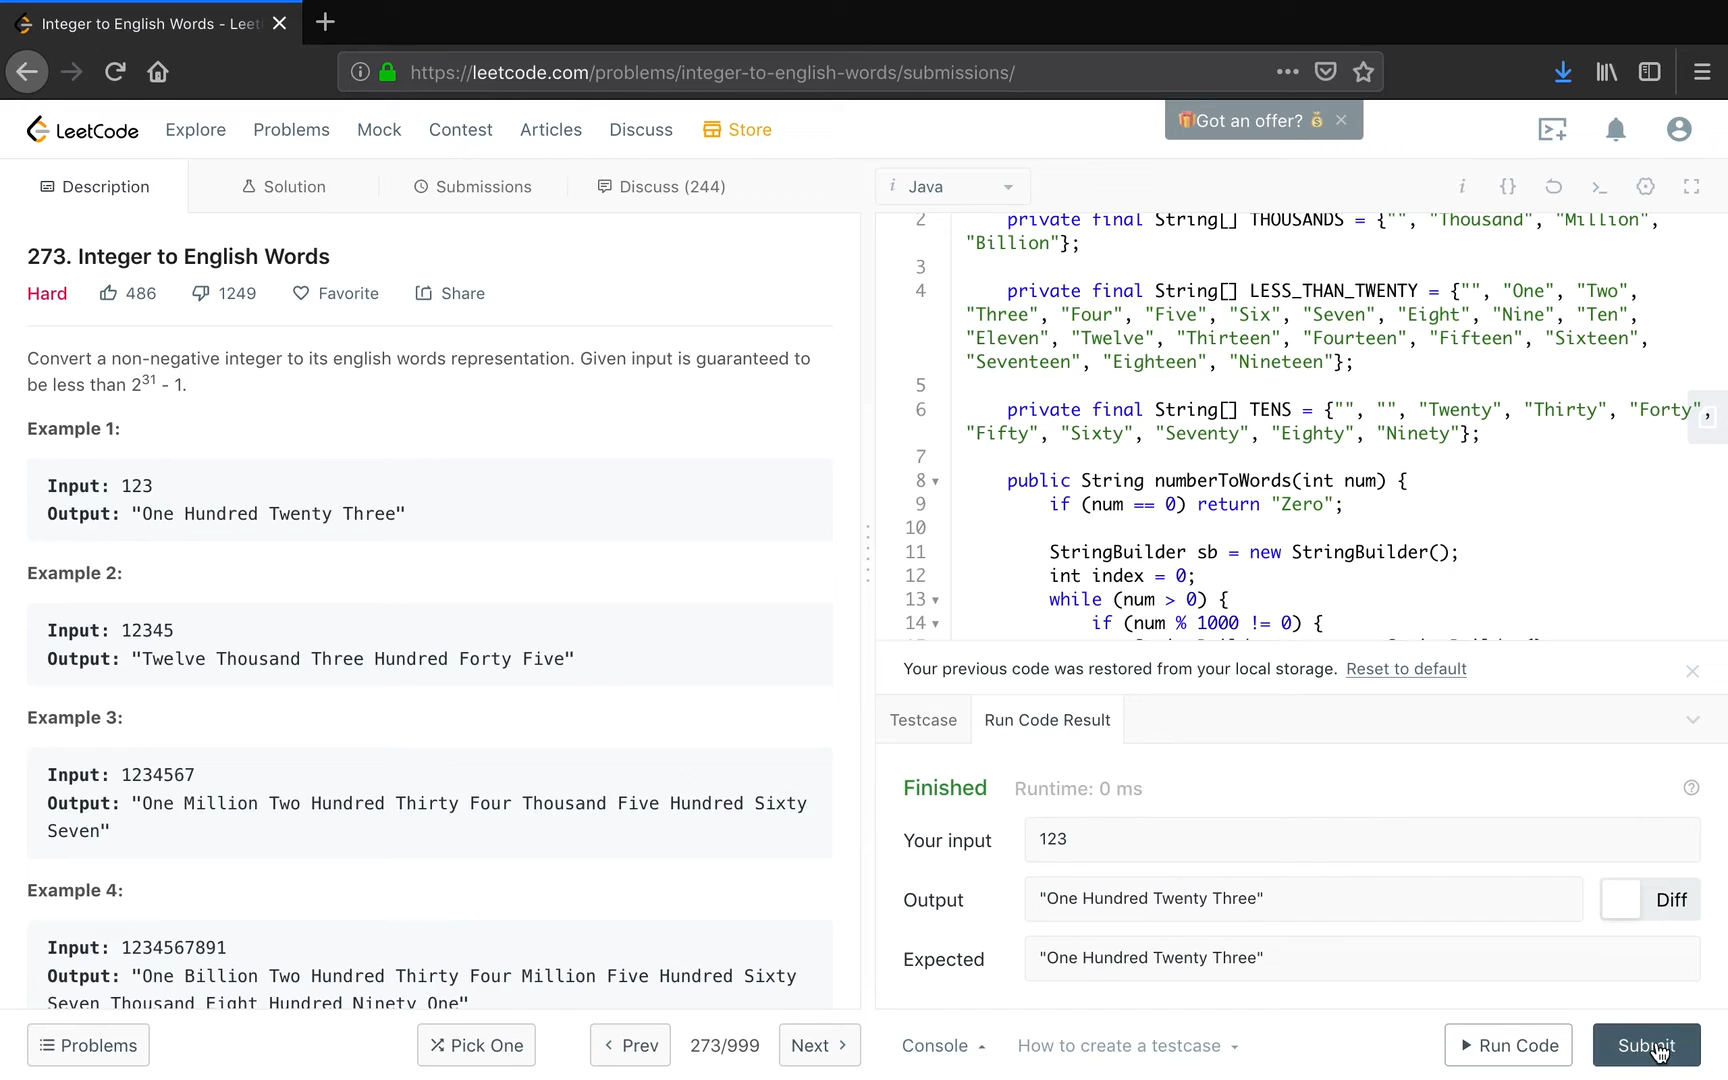 Integer to English Words - Leet
https://leetcode.com/problems/integer-to-english-words/submissions/
LeetCode Explore Problems Mock Contest Articles Discuss Store
Got an offer?
Description Solution Submissions Discuss (244)
273. Integer to English Words
Hard 486 1249 Favorite Share
Convert a non-negative integer to its english words representation. Given input is guaranteed to
be less than 2^31 - 1.
Example 1:
Input: 123
Output: "One Hundred Twenty Three"
Example 2:
Input: 12345
Output: "Twelve Thousand Three Hundred Forty Five"
Example 3:
Input: 1234567
Output: "One Million Two Hundred Thirty Four Thousand Five Hundred Sixty
Seven"
Example 4:
Input: 1234567891
Output: "One Billion Two Hundred Thirty Four Million Five Hundred Sixty
Seven Thousand Eight Hundred Ninety One"
Problems Pick One Prev 273/999 Next
Java
2 private final String[] THOUSANDS = {"", "Thousand", "Million",
"Billion"};
3
4 private final String[] LESS_THAN_TWENTY = {"", "One", "Two",
"Three", "Four", "Five", "Six", "Seven", "Eight", "Nine", "Ten",
"Eleven", "Twelve", "Thirteen", "Fourteen", "Fifteen", "Sixteen",
"Seventeen", "Eighteen", "Nineteen"};
5
6 private final String[] TENS = {"", "", "Twenty", "Thirty", "Forty",
"Fifty", "Sixty", "Seventy", "Eighty", "Ninety"};
7
8 public String numberToWords(int num) {
9 if (num == 0) return "Zero";
10
11 StringBuilder sb = new StringBuilder();
12 int index = 0;
13 while (num > 0) {
14 if (num % 1000 != 0) {
Your previous code was restored from your local storage. Reset to default
Testcase Run Code Result
Finished Runtime: 0 ms
Your input 123
Output "One Hundred Twenty Three" Diff
Expected "One Hundred Twenty Three"
Console How to create a testcase Run Code Submit